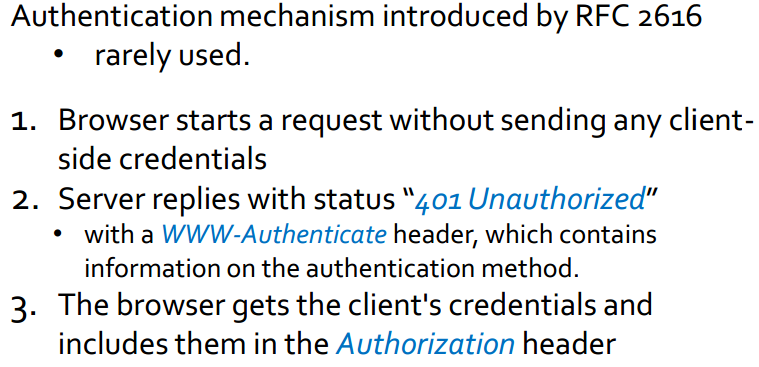 Authentication mechanism introduced by RFC 2616
• rarely used.
1. Browser starts a request without sending any client-
side credentials
2. Server replies with status “401 Unauthorized”
• with a WWW-Authenticate header, which contains
information on the authentication method.
3. The browser gets the client's credentials and
includes them in the Authorization header